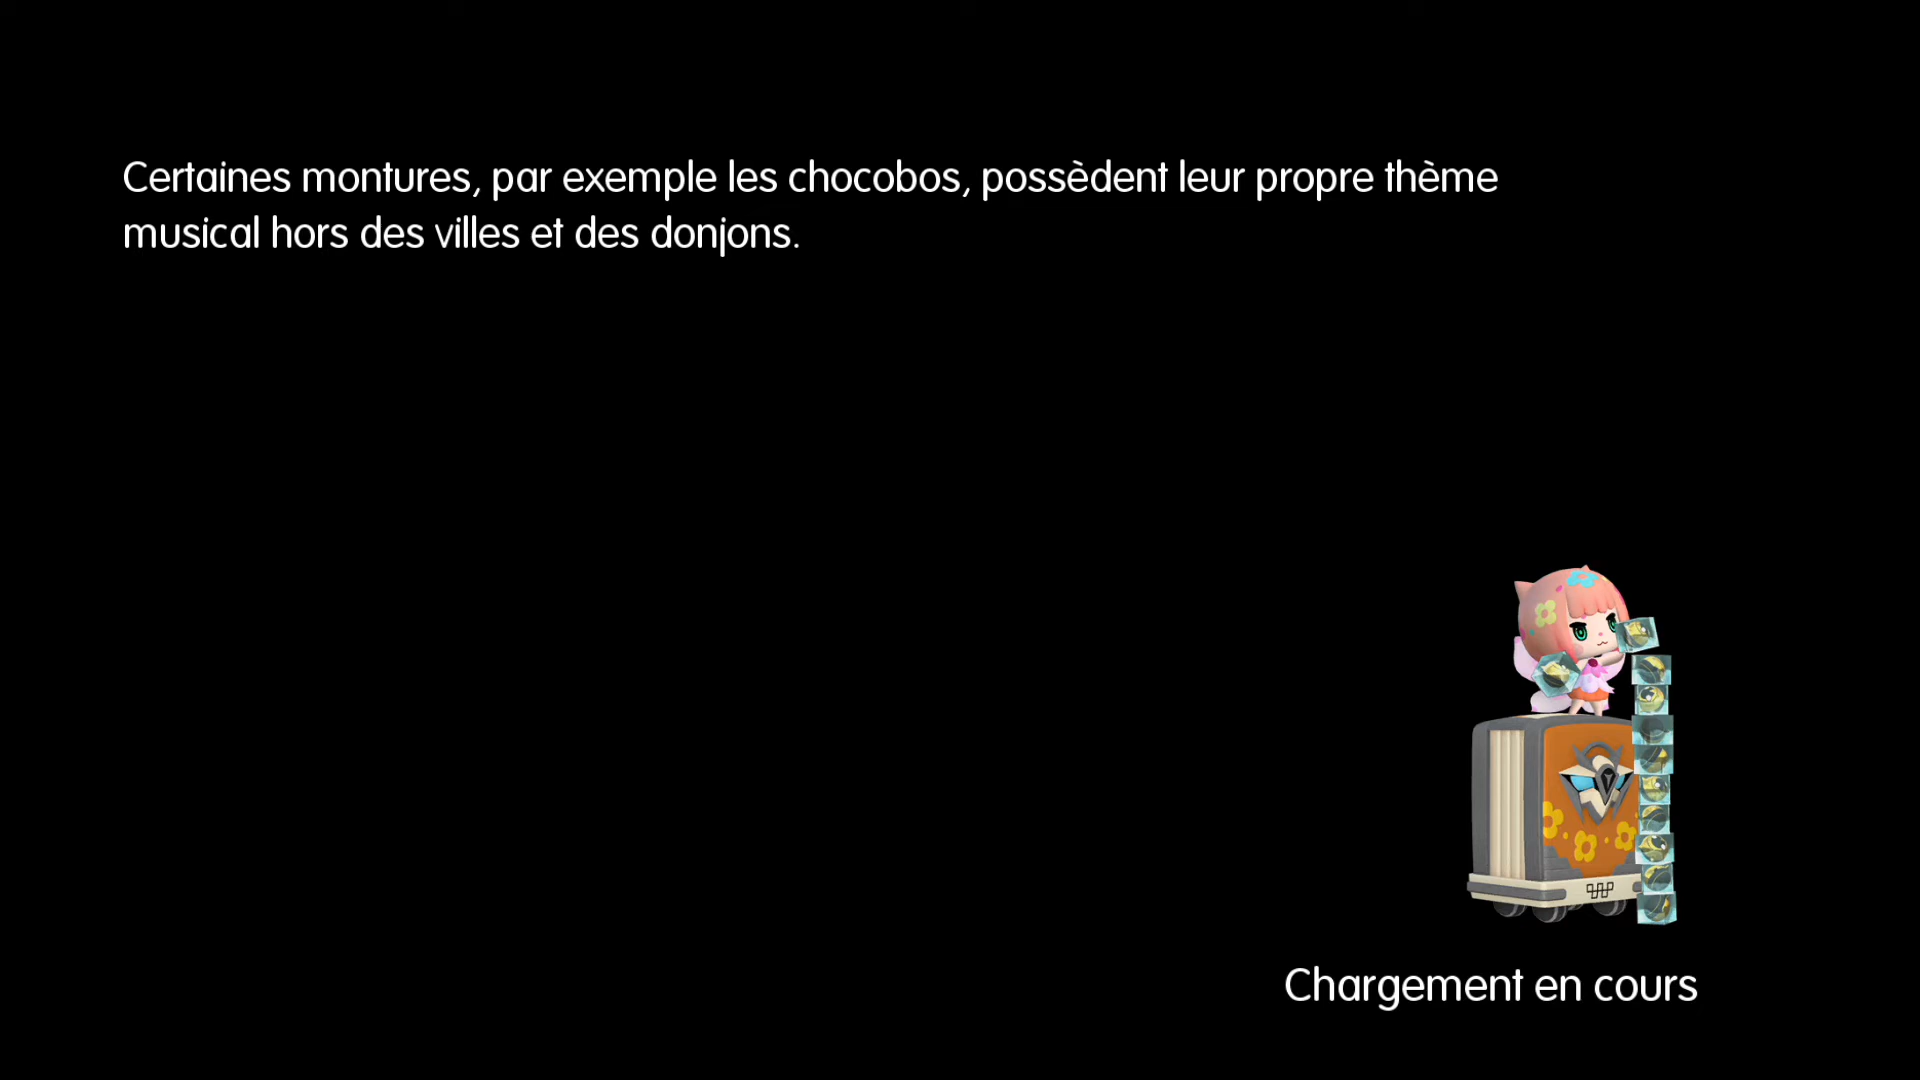 Certaines montures, par exemple les chocobos, possèdent leur propre thème
musical hors des villes et des donjons.
Chargement en cours